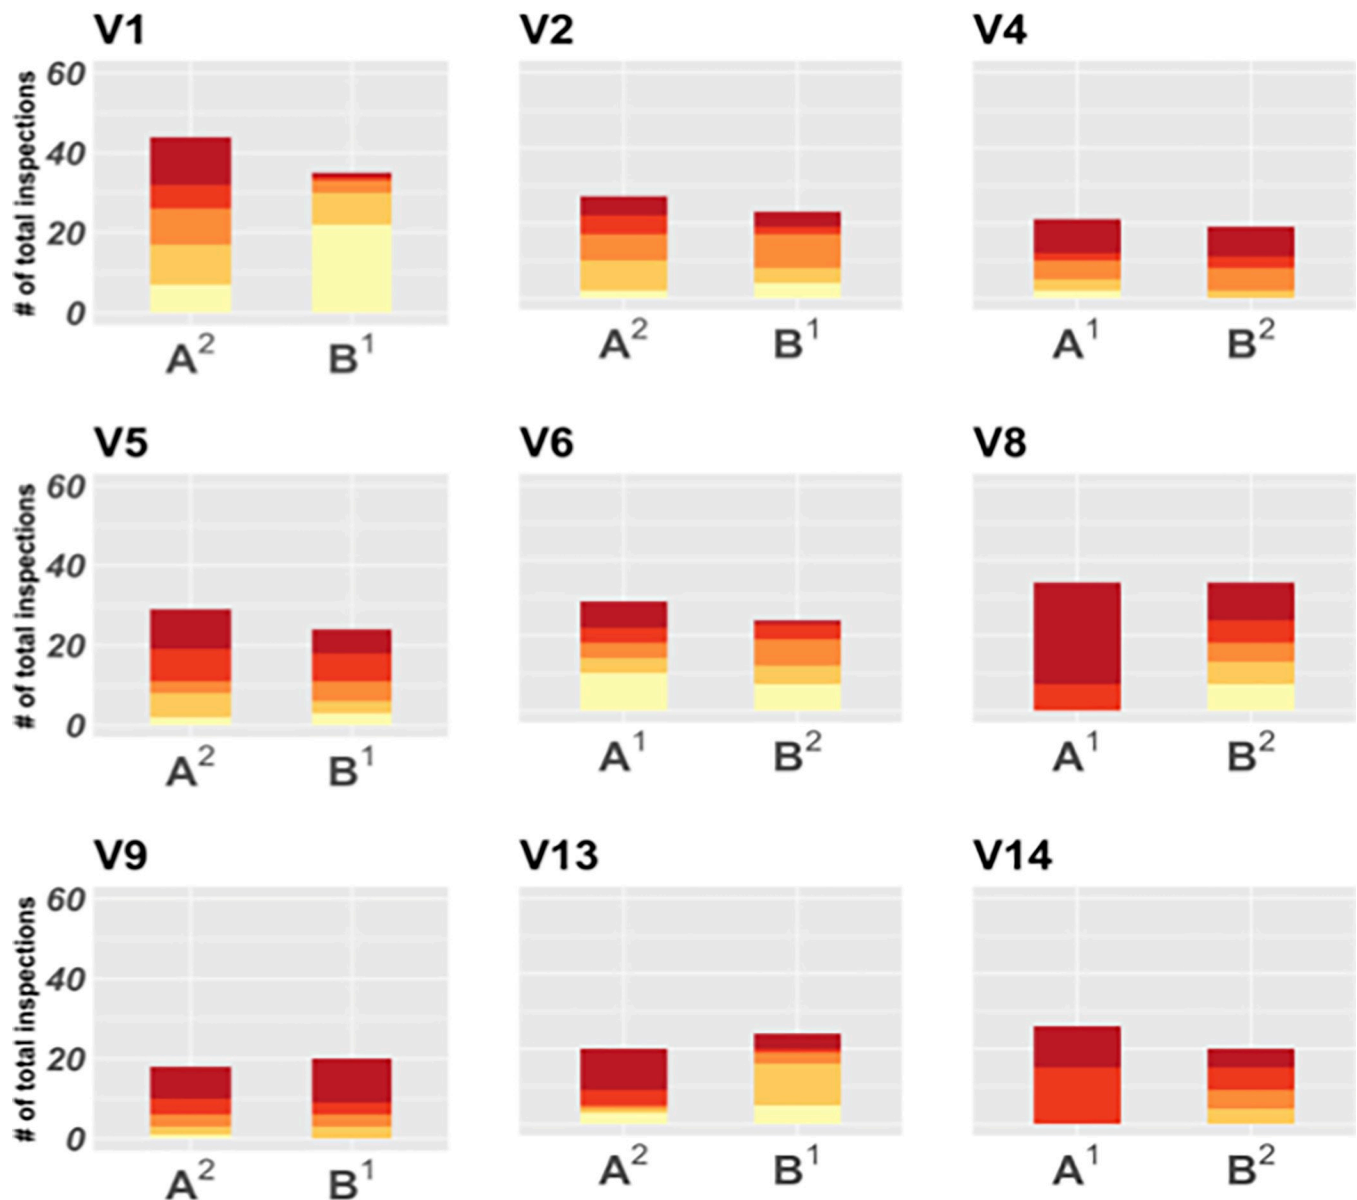 V1 V2 V4
# of total inspections
60
40
20
0
A² B¹ A² B¹ A¹ B²
V5 V6 V8
# of total inspections
60
40
20
0
A² B¹ A¹ B² A¹ B²
V9 V13 V14
# of total inspections
60
40
20
0
A² B¹ A² B¹ A¹ B²